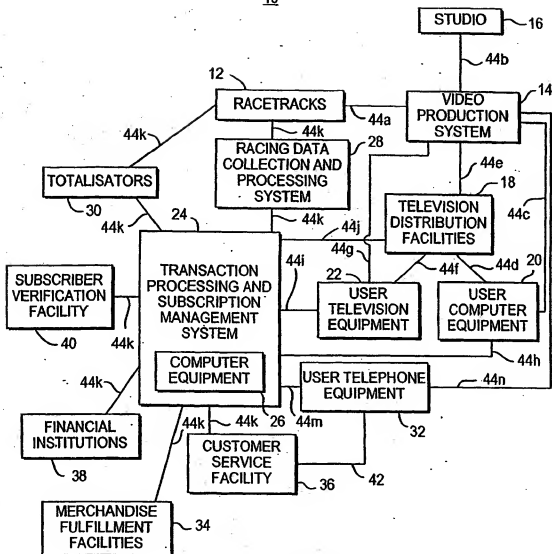 10
STUDIO
16
44b
12
14
RACETRACKS
44a
VIDEO
PRODUCTION
SYSTEM
44k
44k
28
RACING DATA
COLLECTION AND
PROCESSING
SYSTEM
44e
44c
18
TOTALISATORS
30
24
44k
44k
44j
TELEVISION
DISTRIBUTION
FACILITIES
44g
44f
44d
20
SUBSCRIBER
VERIFICATION
FACILITY
40
44k
TRANSACTION
PROCESSING AND
SUBSCRIPTION
MANAGEMENT
SYSTEM
44i
22
USER
TELEVISION
EQUIPMENT
USER
COMPUTER
EQUIPMENT
44h
COMPUTER
EQUIPMENT
26
44k
USER TELEPHONE
EQUIPMENT
44n
44m
32
FINANCIAL
INSTITUTIONS
38
44k
44k
CUSTOMER
SERVICE
FACILITY
36
42
MERCHANDISE
FULFILLMENT
FACILITIES
34